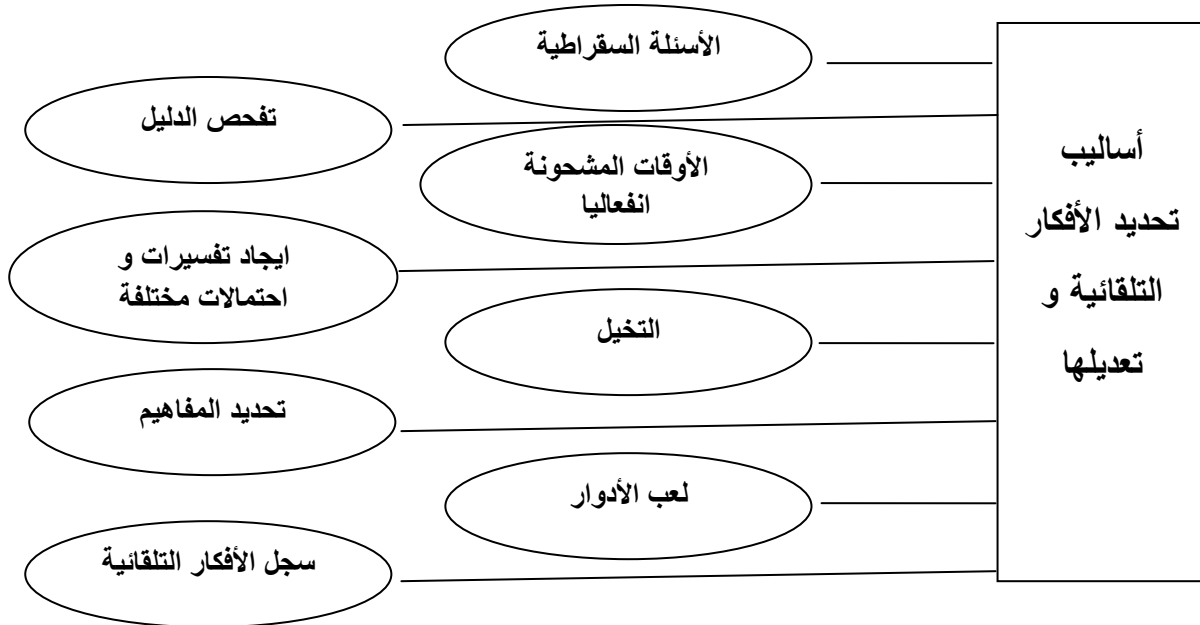 أساليب
تحديد الأفكار
التلقائية و
تعديلها
الأسئلة السقراطية
تفحص الدليل
الأوقات المشحونة
انفعاليا
ايجاد تفسيرات و
احتمالات مختلفة
التخيل
تحديد المفاهيم
لعب الأدوار
سجل الأفكار التلقائية